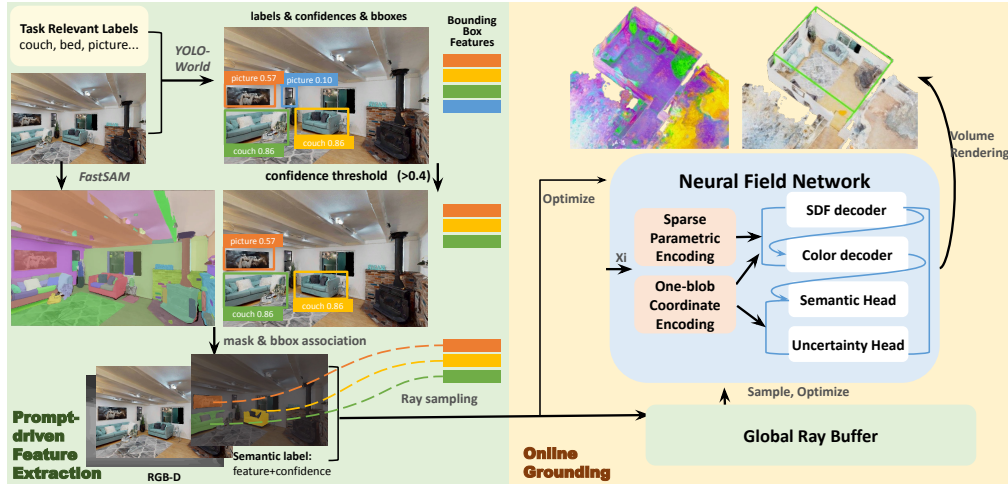 Task Relevant Labels
couch, bed, picture...
YOLO-
World
labels & confidences & bboxes
Bounding
Box
Features
picture 0.57
picture 0.10
couch 0.86
couch 0.86
FastSAM
confidence threshold (>0.4)
picture 0.57
couch 0.86
couch 0.86
mask & bbox association
Ray sampling
Prompt-
driven
Feature
Extraction
RGB-D
Semantic label:
feature+confidence
Volume
Rendering
Optimize
Neural Field Network
Xi
Sparse
Parametric
Encoding
One-blob
Coordinate
Encoding
SDF decoder
Color decoder
Semantic Head
Uncertainty Head
Sample, Optimize
Global Ray Buffer
Online
Grounding